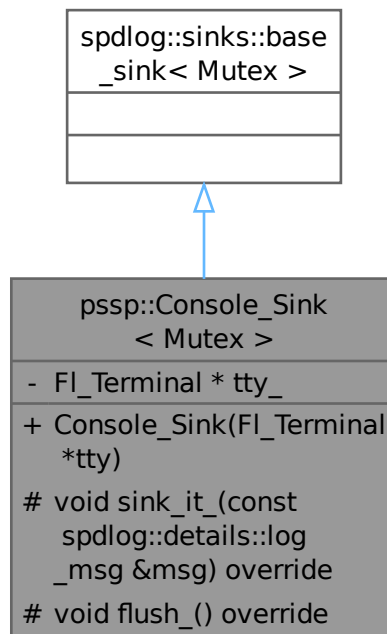 spdlog::sinks::base
_sink< Mutex >
pssp::Console_Sink
< Mutex >
- Fl_Terminal * tty_
+ Console_Sink(Fl_Terminal
*tty)
# void sink_it_(const
spdlog::details::log
_msg &msg) override
# void flush_() override